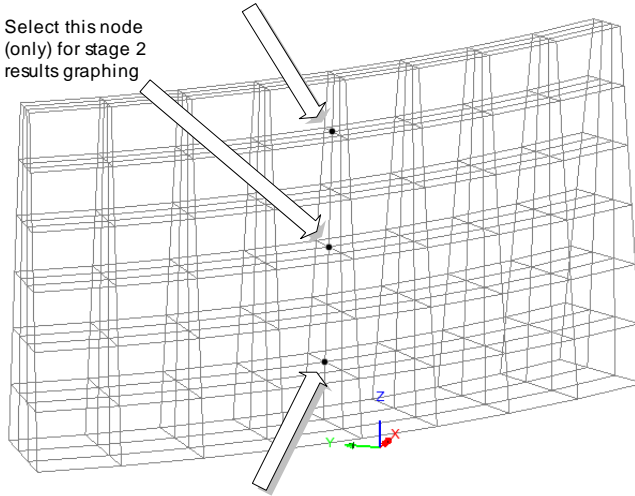 Select this node
(only) for stage 2
results graphing
Z
Y
X